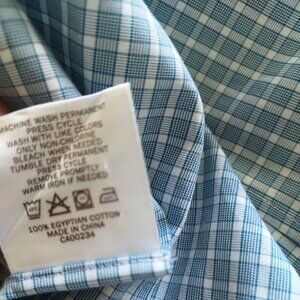 MACHINE WASH PERMANENT
PRESS CYCLE
WASH WITH LIKE COLORS
ONLY NON-CHLORINE
BLEACH WHEN NEEDED
TUMBLE DRY PERMANENT
PRESS CYCLE
REMOVE PROMPTLY
WARM IRON IF NEEDED
100% EGYPTIAN COTTON
MADE IN CHINA
CA00234